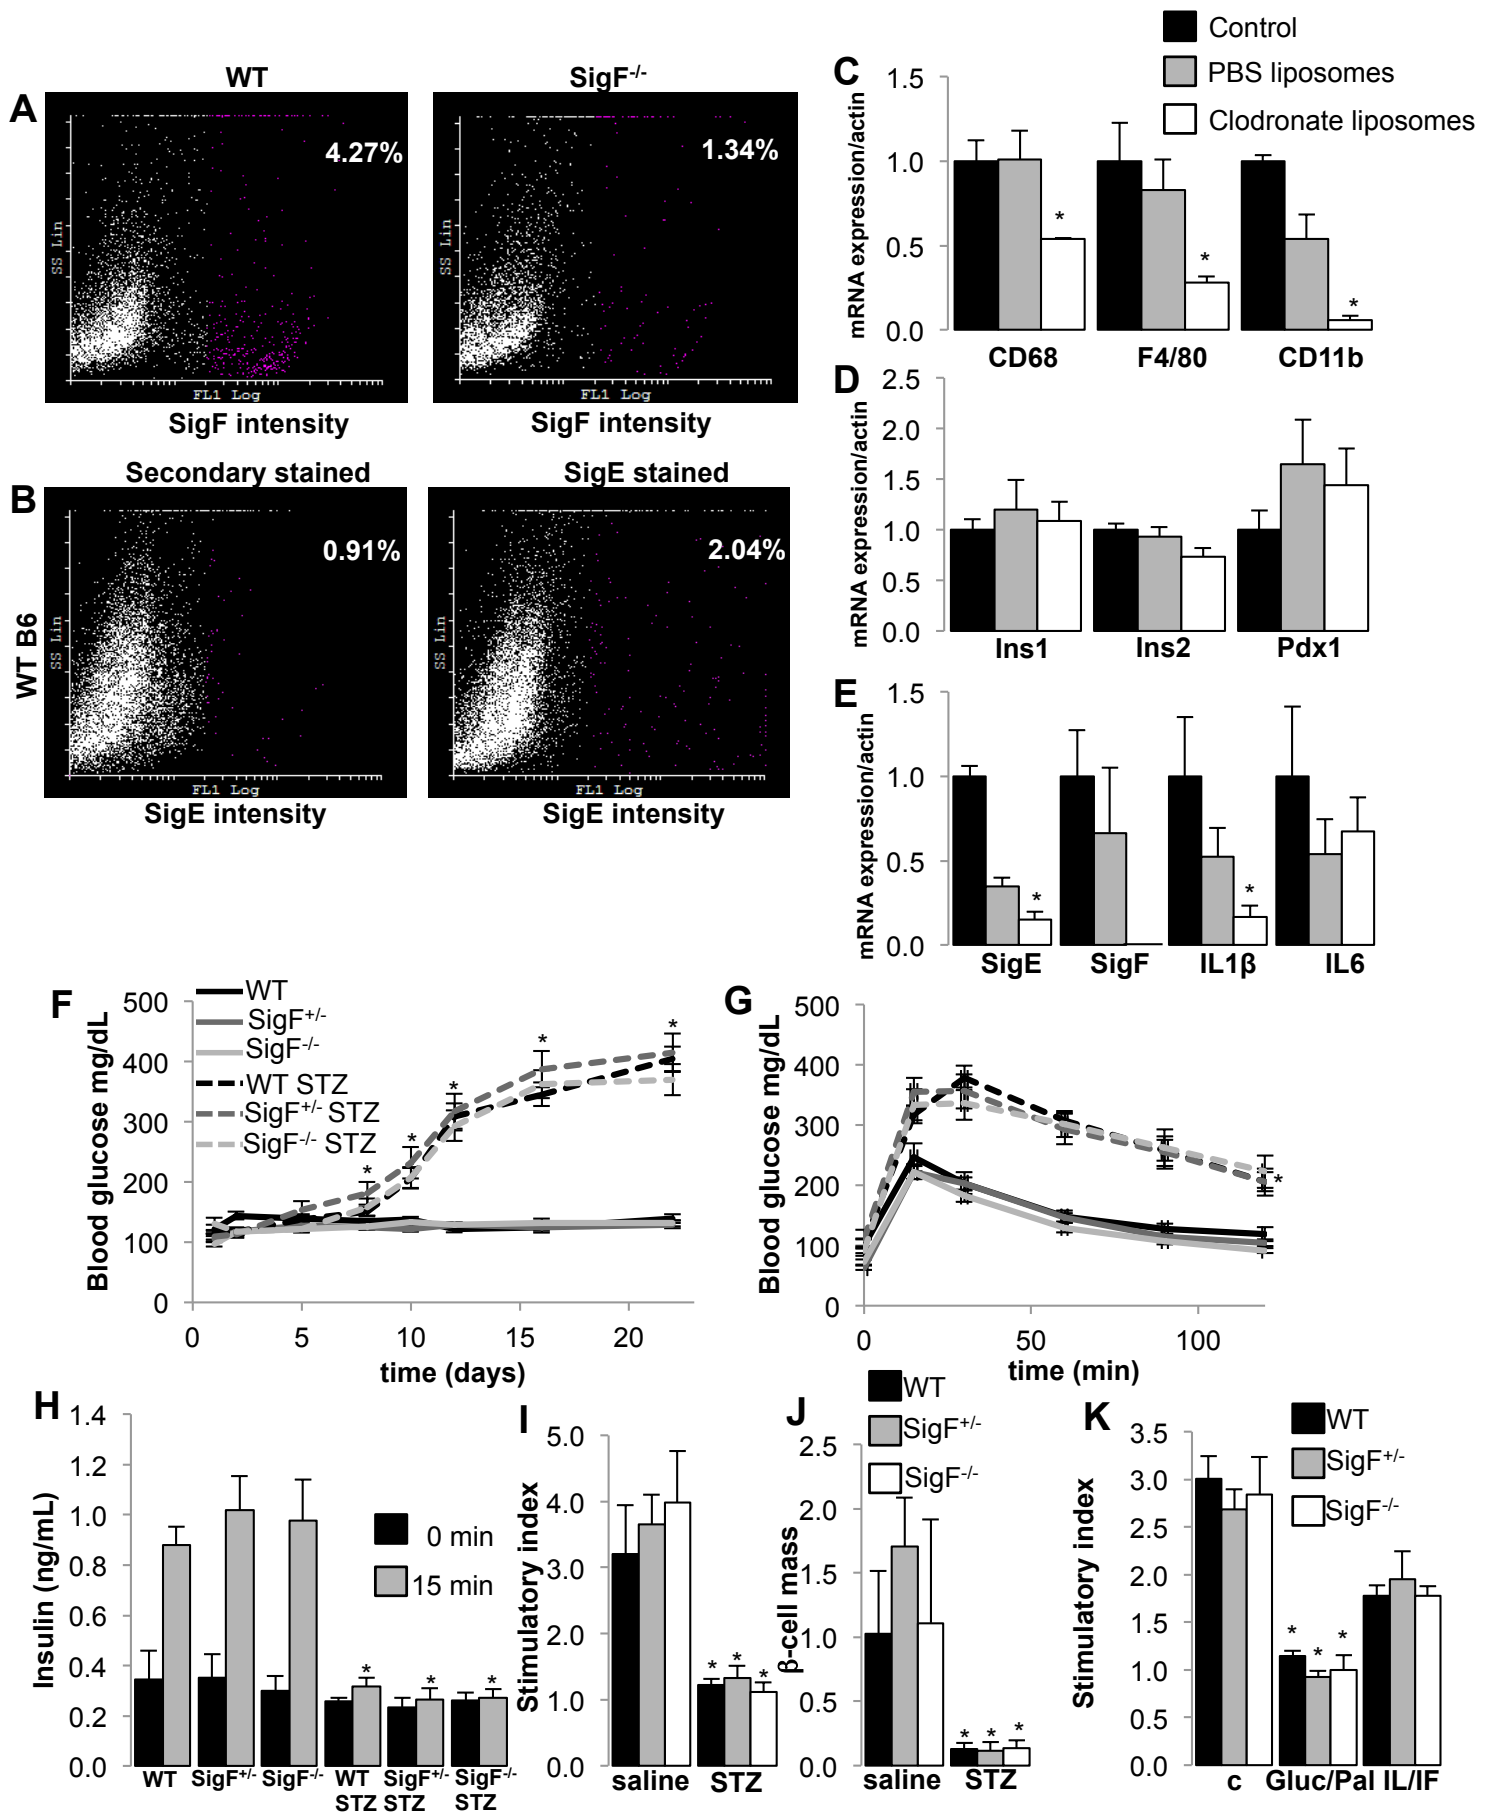 Control
PBS liposomes
Clodronate liposomes
A
WT
SigF-/-
4.27%
1.34%
SS Lin
SS Lin
FL1 Log
FL1 Log
SigF intensity
SigF intensity
B
Secondary stained
SigE stained
WT B6
0.91%
2.04%
SS Lin
SS Lin
FL1 Log
FL1 Log
SigE intensity
SigE intensity
C
mRNA expression/actin
1.5
1.0
0.5
0.0
*
*
*
CD68 F4/80 CD11b
D
mRNA expression/actin
2.5
2.0
1.5
1.0
0.5
0.0
Ins1 Ins2 Pdx1
E
mRNA expression/actin
1.5
1.0
0.5
0.0
*
*
SigE SigF IL1β IL6
F
Blood glucose mg/dL
500
400
300
200
100
0
WT
SigF+/-
SigF-/-
WT STZ
SigF+/- STZ
SigF-/- STZ
* * * * *
0 5 10 15 20
time (days)
G
Blood glucose mg/dL
500
400
300
200
100
0
*
0 50 100
time (min)
H
Insulin (ng/mL)
1.4
1.2
1.0
0.8
0.6
0.4
0.2
0.0
0 min
15 min
* * *
WT SigF+/- SigF-/- WT SigF+/- SigF-/-
STZ STZ STZ
I
Stimulatory index
5.0
4.0
3.0
2.0
1.0
0.0
* * *
saline STZ
J
WT
SigF+/-
SigF-/-
β-cell mass
2.5
2.0
1.5
1.0
0.5
0.0
* * *
saline STZ
K
WT
SigF+/-
SigF-/-
Stimulatory index
3.5
3.0
2.5
2.0
1.5
1.0
0.5
0.0
* * *
c Gluc/Pal IL/IF